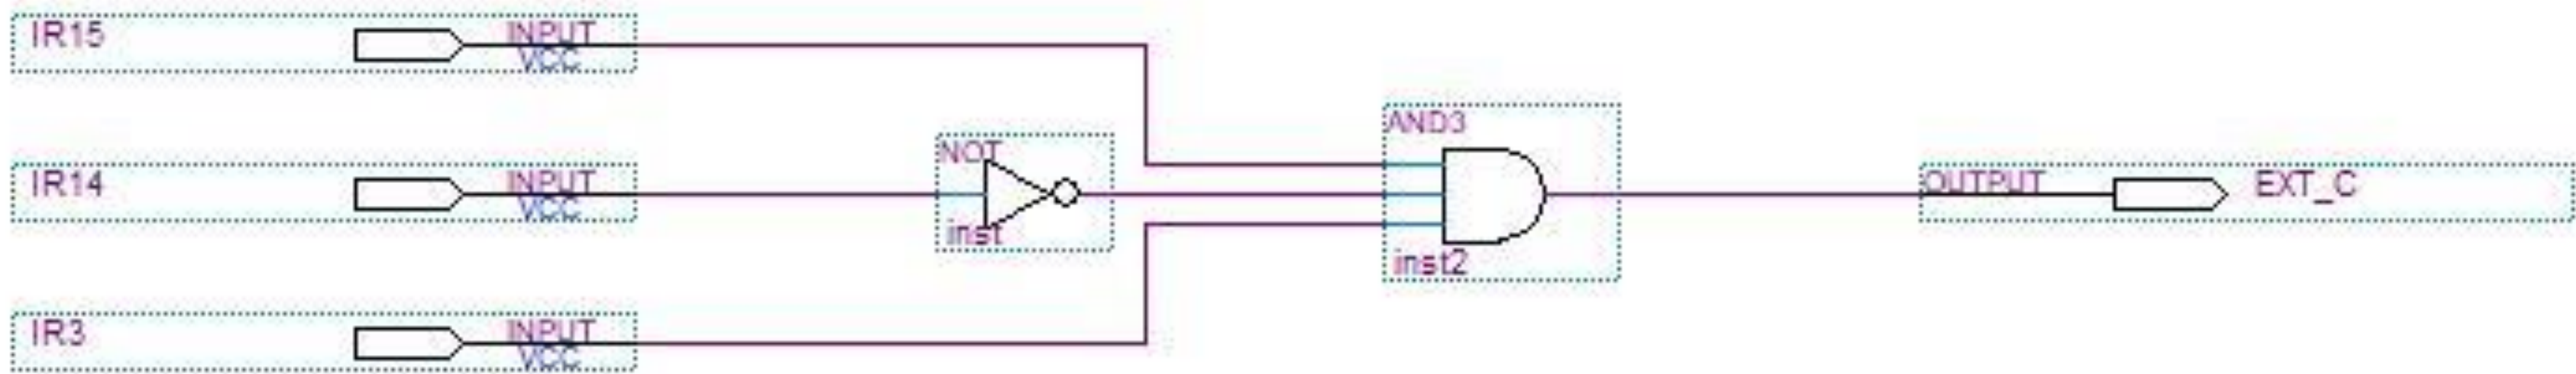 IR15
INPUT
VCC
IR14
INPUT
VCC
IR3
INPUT
VCC
NOT
inst
AND3
inst2
OUTPUT
EXT_C